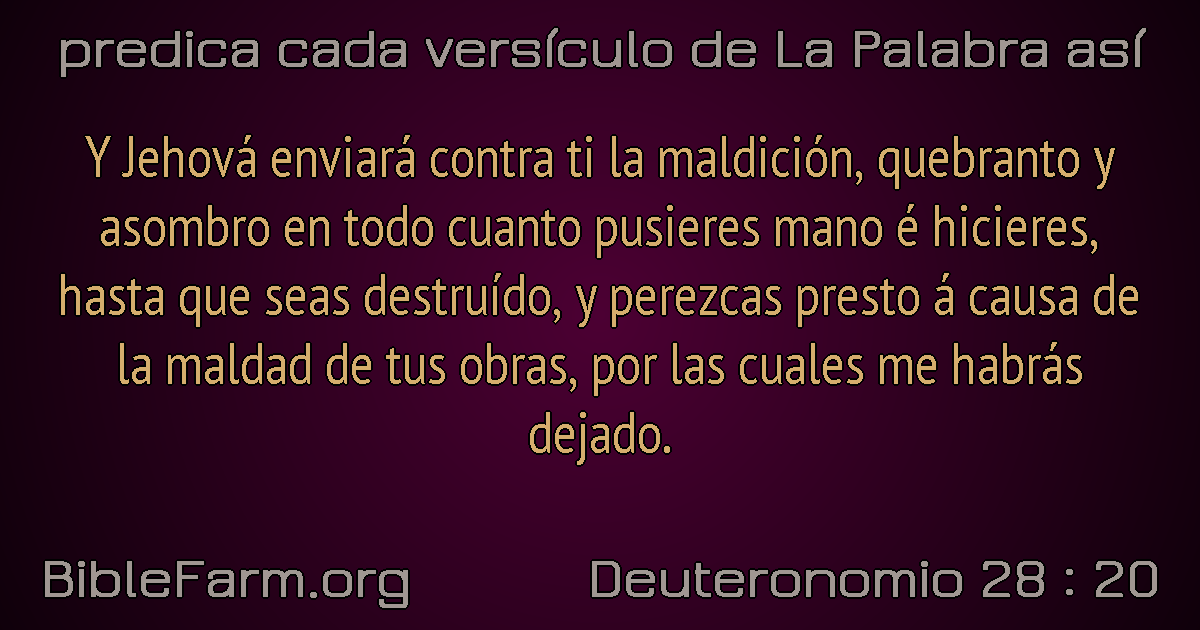 predica cada versículo de La Palabra así
Y Jehová enviará contra ti la maldición, quebranto y
asombro en todo cuanto pusieres mano é hicieres,
hasta que seas destruído, y perezcas presto á causa de
la maldad de tus obras, por las cuales me habrás
dejado.
BibleFarm.org
Deuteronomio 28 : 20